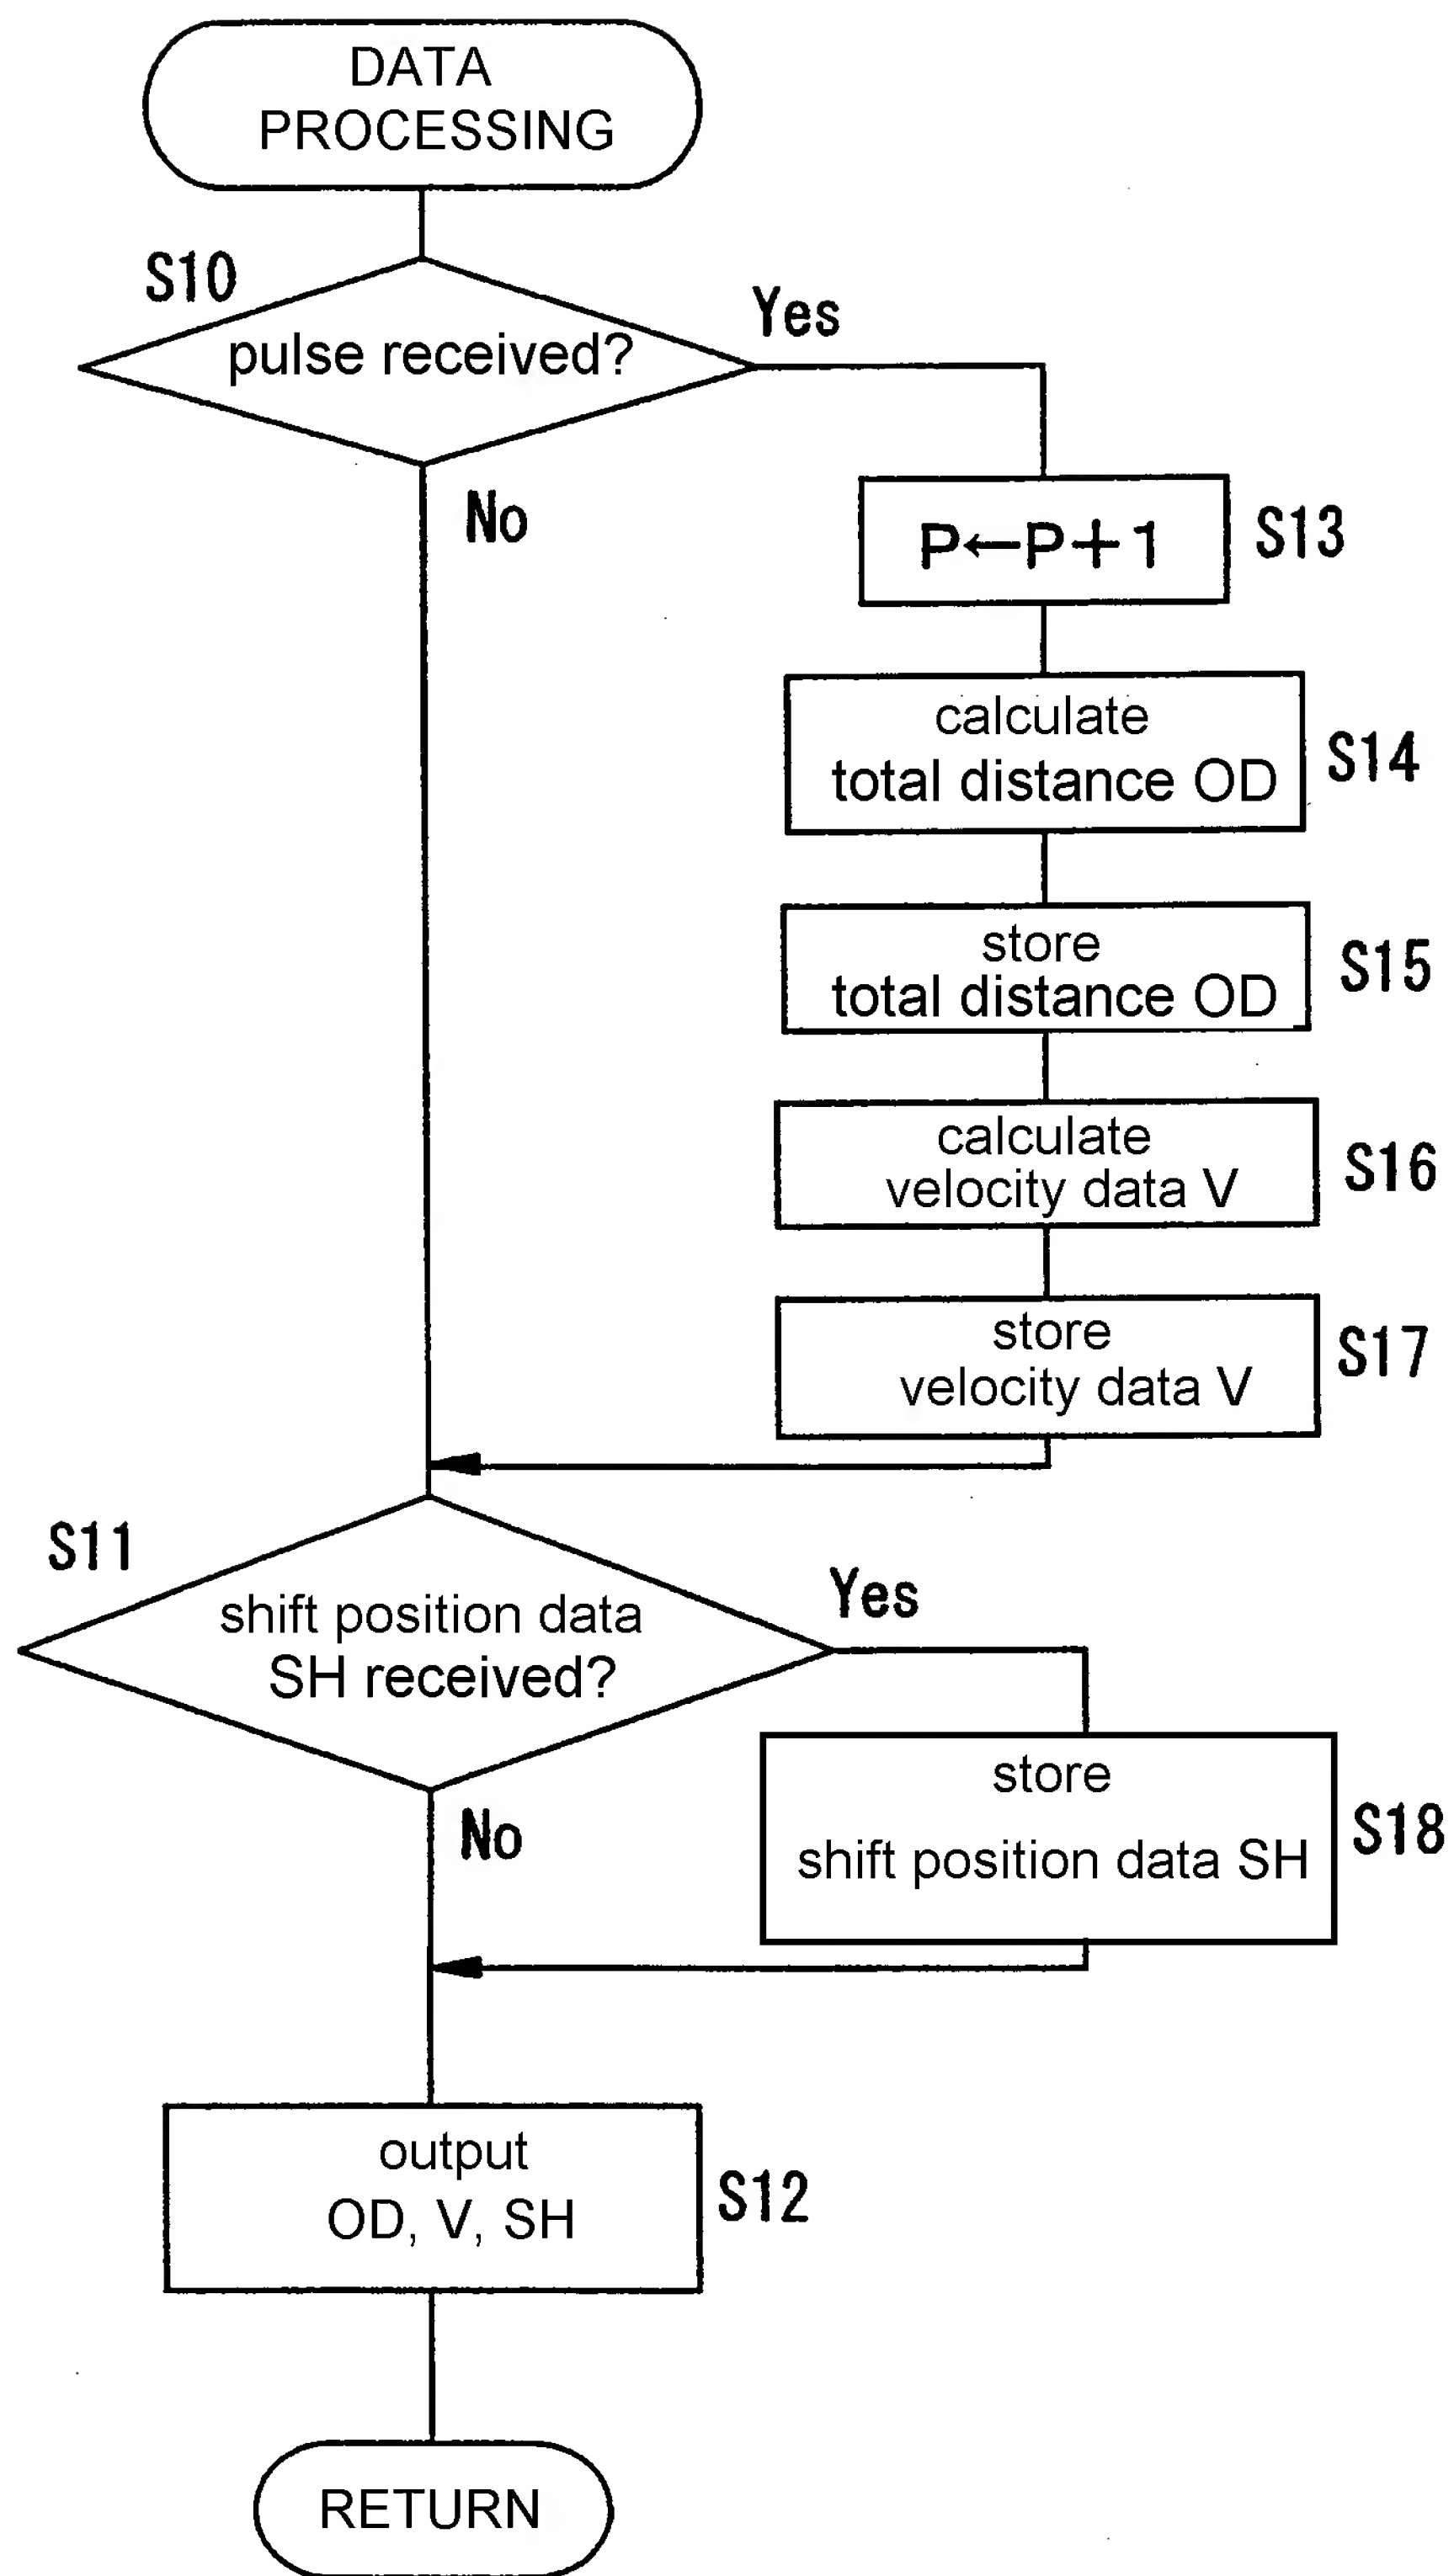 DATA
PROCESSING
S10
pulse received?
Yes
No
P←P+1
S13
calculate
total distance OD
S14
store
total distance OD
S15
calculate
velocity data V
S16
store
velocity data V
S17
S11
shift position data
SH received?
Yes
No
store
shift position data SH
S18
output
OD, V, SH
S12
RETURN